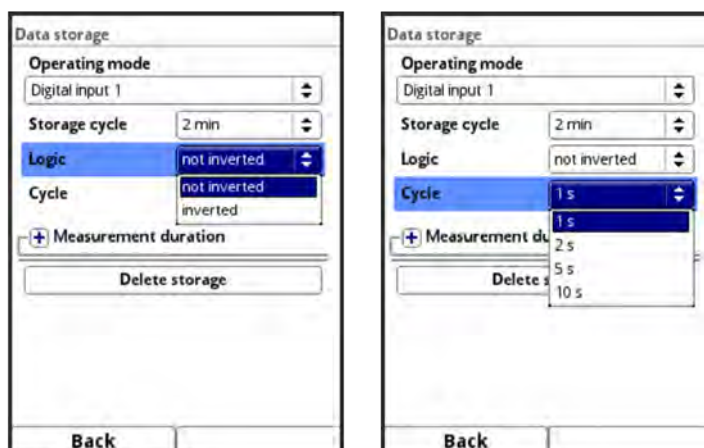 Data storage
Operating mode
Digital input 1
Storage cycle 2 min
Logic not inverted
not inverted
Cycle
inverted
Measurement duration
Delete storage
Back
Data storage
Operating mode
Digital input 1
Storage cycle 2 min
Logic not inverted
Cycle 1 s
1 s
Measurement du
2 s
5 s
Delete s
10 s
Back